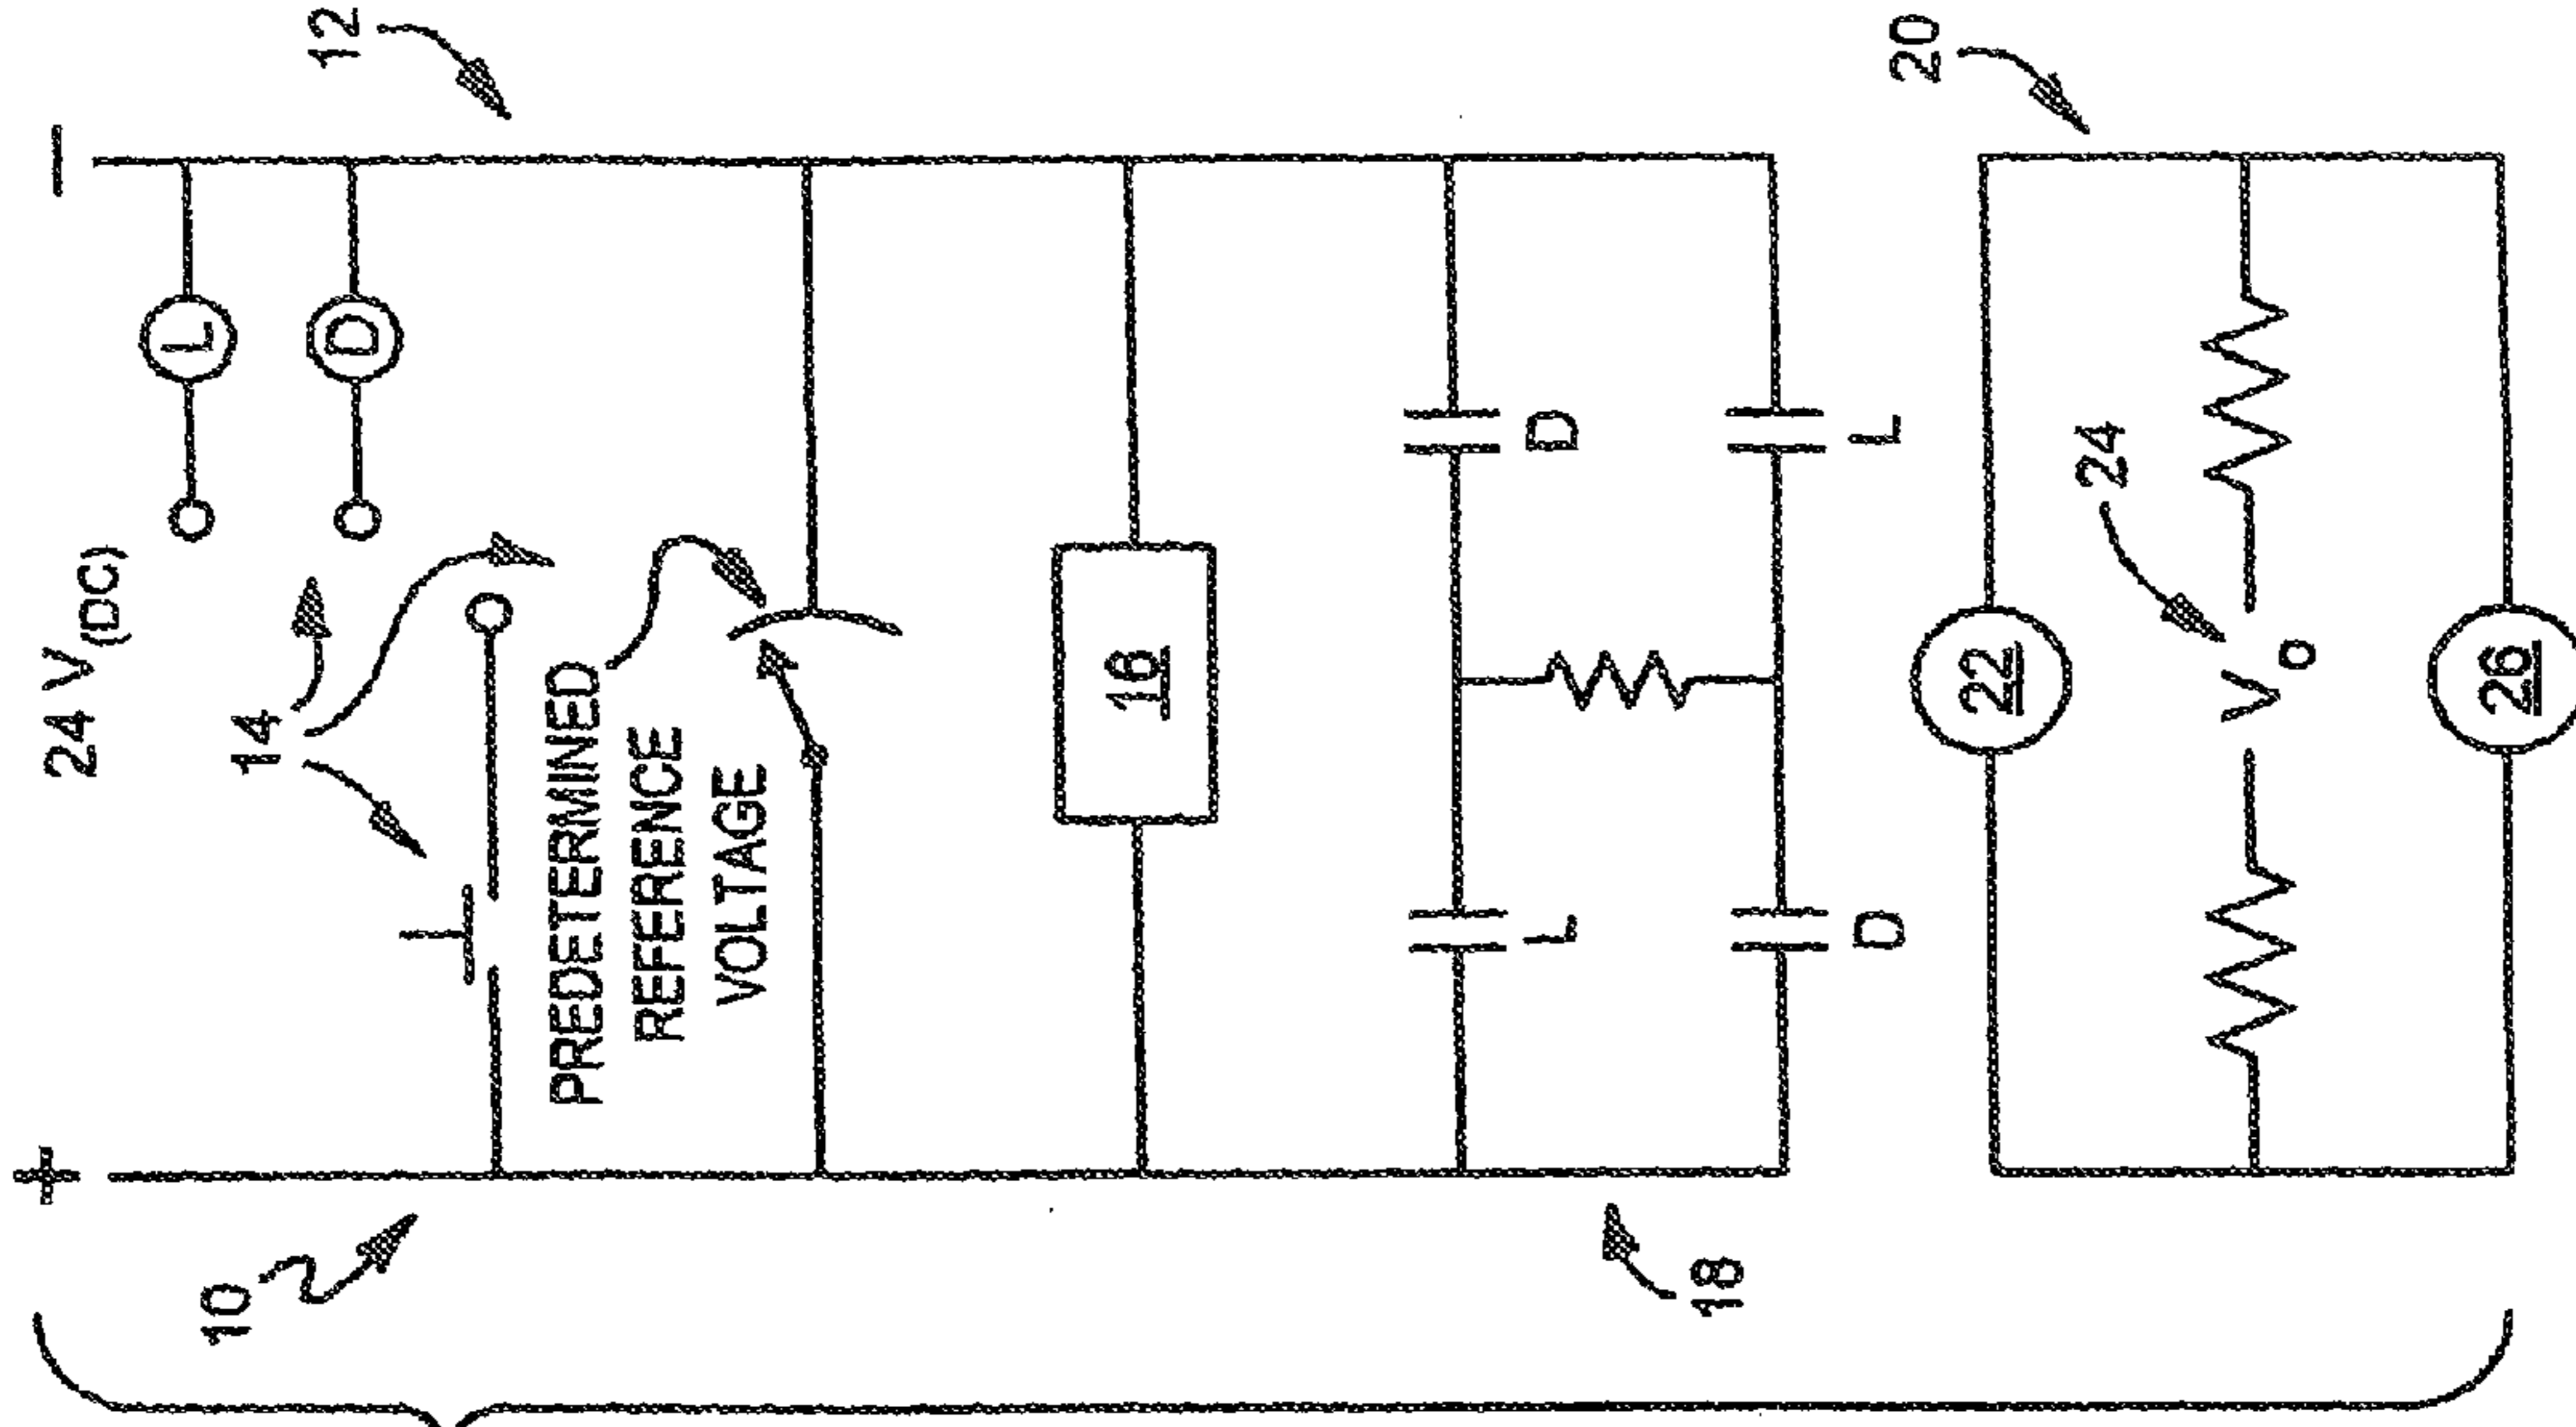 24 V(DC)
+
−
10
12
14
L
D
PREDETERMINED
REFERENCE
VOLTAGE
16
L
D
D
L
18
20
22
24
Vo
26